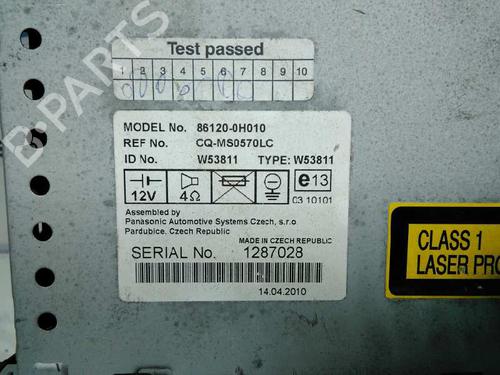 B-PARTS
Test passed
1 2 3 4 5 6 7 8 9 10
MODEL No. 86120-0H010
REF No. CQ-MS0570LC
ID No. W53811 TYPE: W53811
12V 4Ω e13
03 10101
Assembled by
Panasonic Automotive Systems Czech, s.r.o
Pardubice, Czech Republic
MADE IN CZECH REPUBLIC
SERIAL No. 1287028
14.04.2010
CLASS 1
LASER PRO